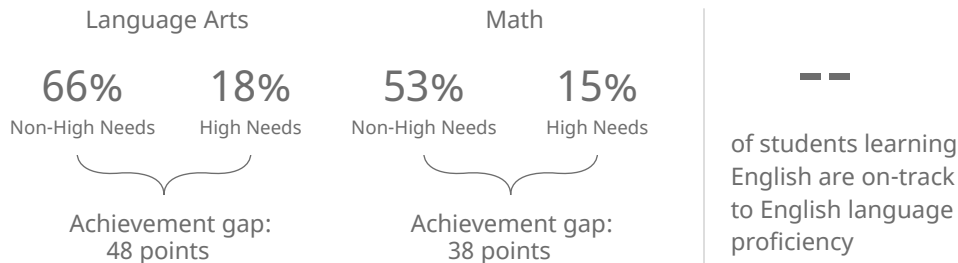 Language Arts
66% 18%
Non-High Needs High Needs
Achievement gap:
48 points
Math
53% 15%
Non-High Needs High Needs
Achievement gap:
38 points
--
of students learning
English are on-track
to English language
proficiency